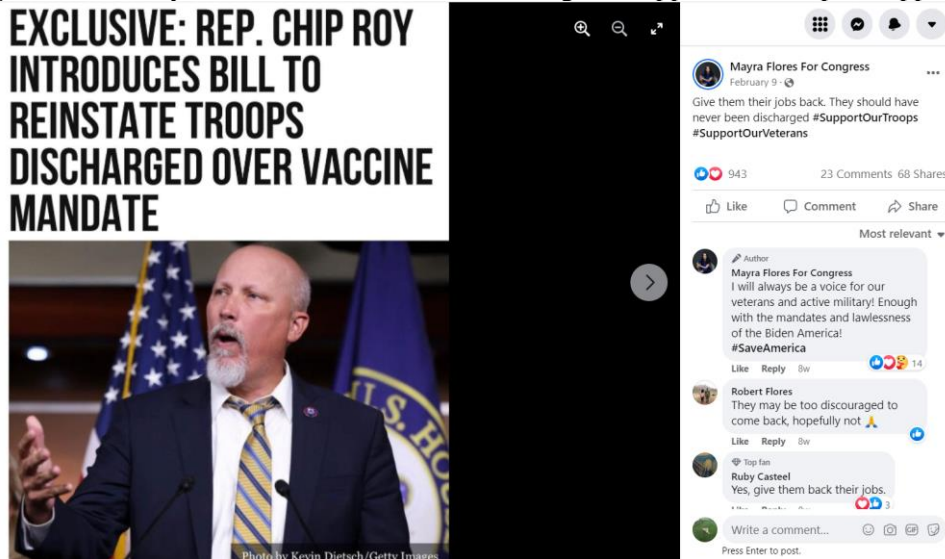 EXCLUSIVE: REP. CHIP ROY
INTRODUCES BILL TO
REINSTATE TROOPS
DISCHARGED OVER VACCINE
MANDATE
U.S. HO
Photo by Kevin Dietsch/Getty Images
Mayra Flores For Congress
February 9 ·
Give them their jobs back. They should have
never been discharged #SupportOurTroops
#SupportOurVeterans
943
23 Comments 68 Shares
Like Comment Share
Most relevant
Author
Mayra Flores For Congress
I will always be a voice for our
veterans and active military! Enough
with the mandates and lawlessness
of the Biden America!
#SaveAmerica
14
Like Reply 8w
Robert Flores
They may be too discouraged to
come back, hopefully not 🙏
Like Reply 8w
Top fan
Ruby Casteel
Yes, give them back their jobs.
3
Write a comment...
GIF
Press Enter to post.